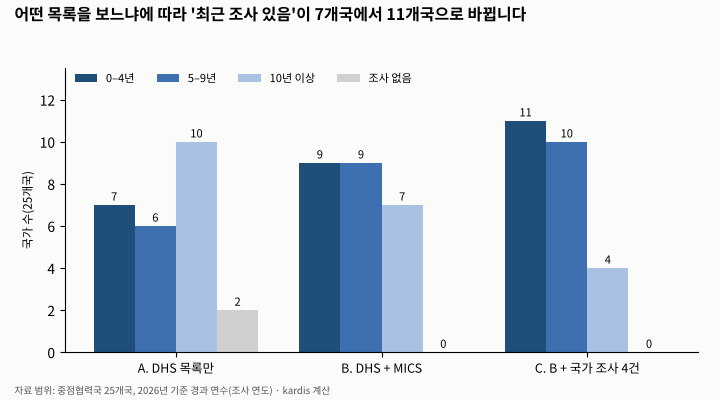 어떤 목록을 보느냐에 따라 '최근 조사 있음'이 7개국에서 11개국으로 바뀝니다
0–4년 5–9년 10년 이상 조사 없음
국가 수(25개국)
12
10
8
6
4
2
0
7 6 10 2
9 9 7 0
11 10 4 0
A. DHS 목록만 B. DHS + MICS C. B + 국가 조사 4건
자료 범위: 중점협력국 25개국, 2026년 기준 경과 연수(조사 연도) · kardis 계산